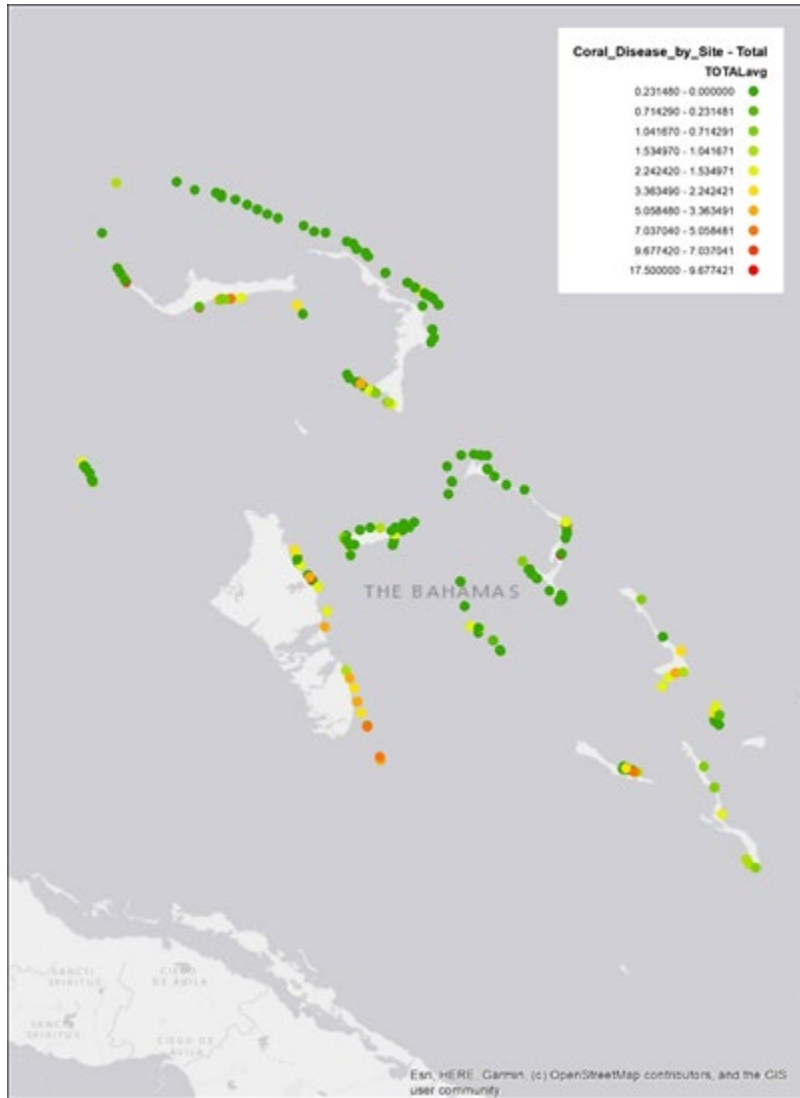 Coral_Disease_by_Site - Total
TOTALavg
0.231480 - 0.000000
0.714290 - 0.231481
1.041670 - 0.714291
1.534970 - 1.041671
2.242420 - 1.534971
3.363490 - 2.242421
5.058480 - 3.363491
7.037040 - 5.058481
9.677420 - 7.037041
17.500000 - 9.677421
THE BAHAMAS
SANCTI
SPIRITUS
CIEGO
DE AVILA
CIEGO DE
AVILA
Esri, HERE, Garmin, (c) OpenStreetMap contributors, and the GIS
user community